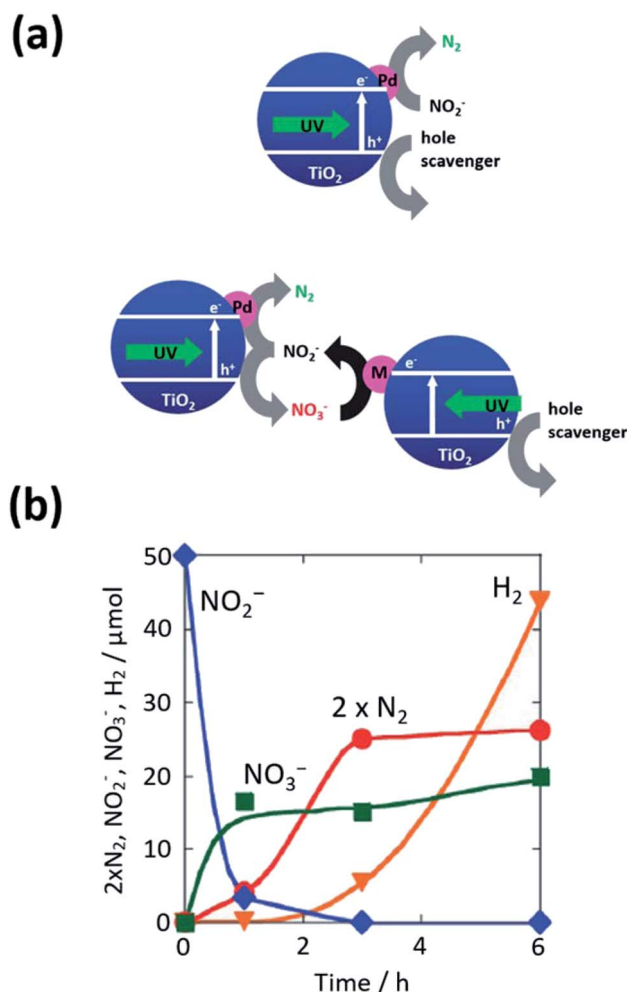 (a)
N₂
Pd
e⁻
NO₂⁻
UV
h⁺
hole
scavenger
TiO₂
N₂
Pd
e⁻
NO₂⁻
UV
h⁺
TiO₂
NO₃⁻
M
e⁻
UV
h⁺
hole
scavenger
TiO₂
(b)
2xN₂, NO₂⁻, NO₃⁻, H₂ / μmol
50
40
30
20
10
0
NO₂⁻
H₂
2 x N₂
NO₃⁻
0 2 4 6
Time / h